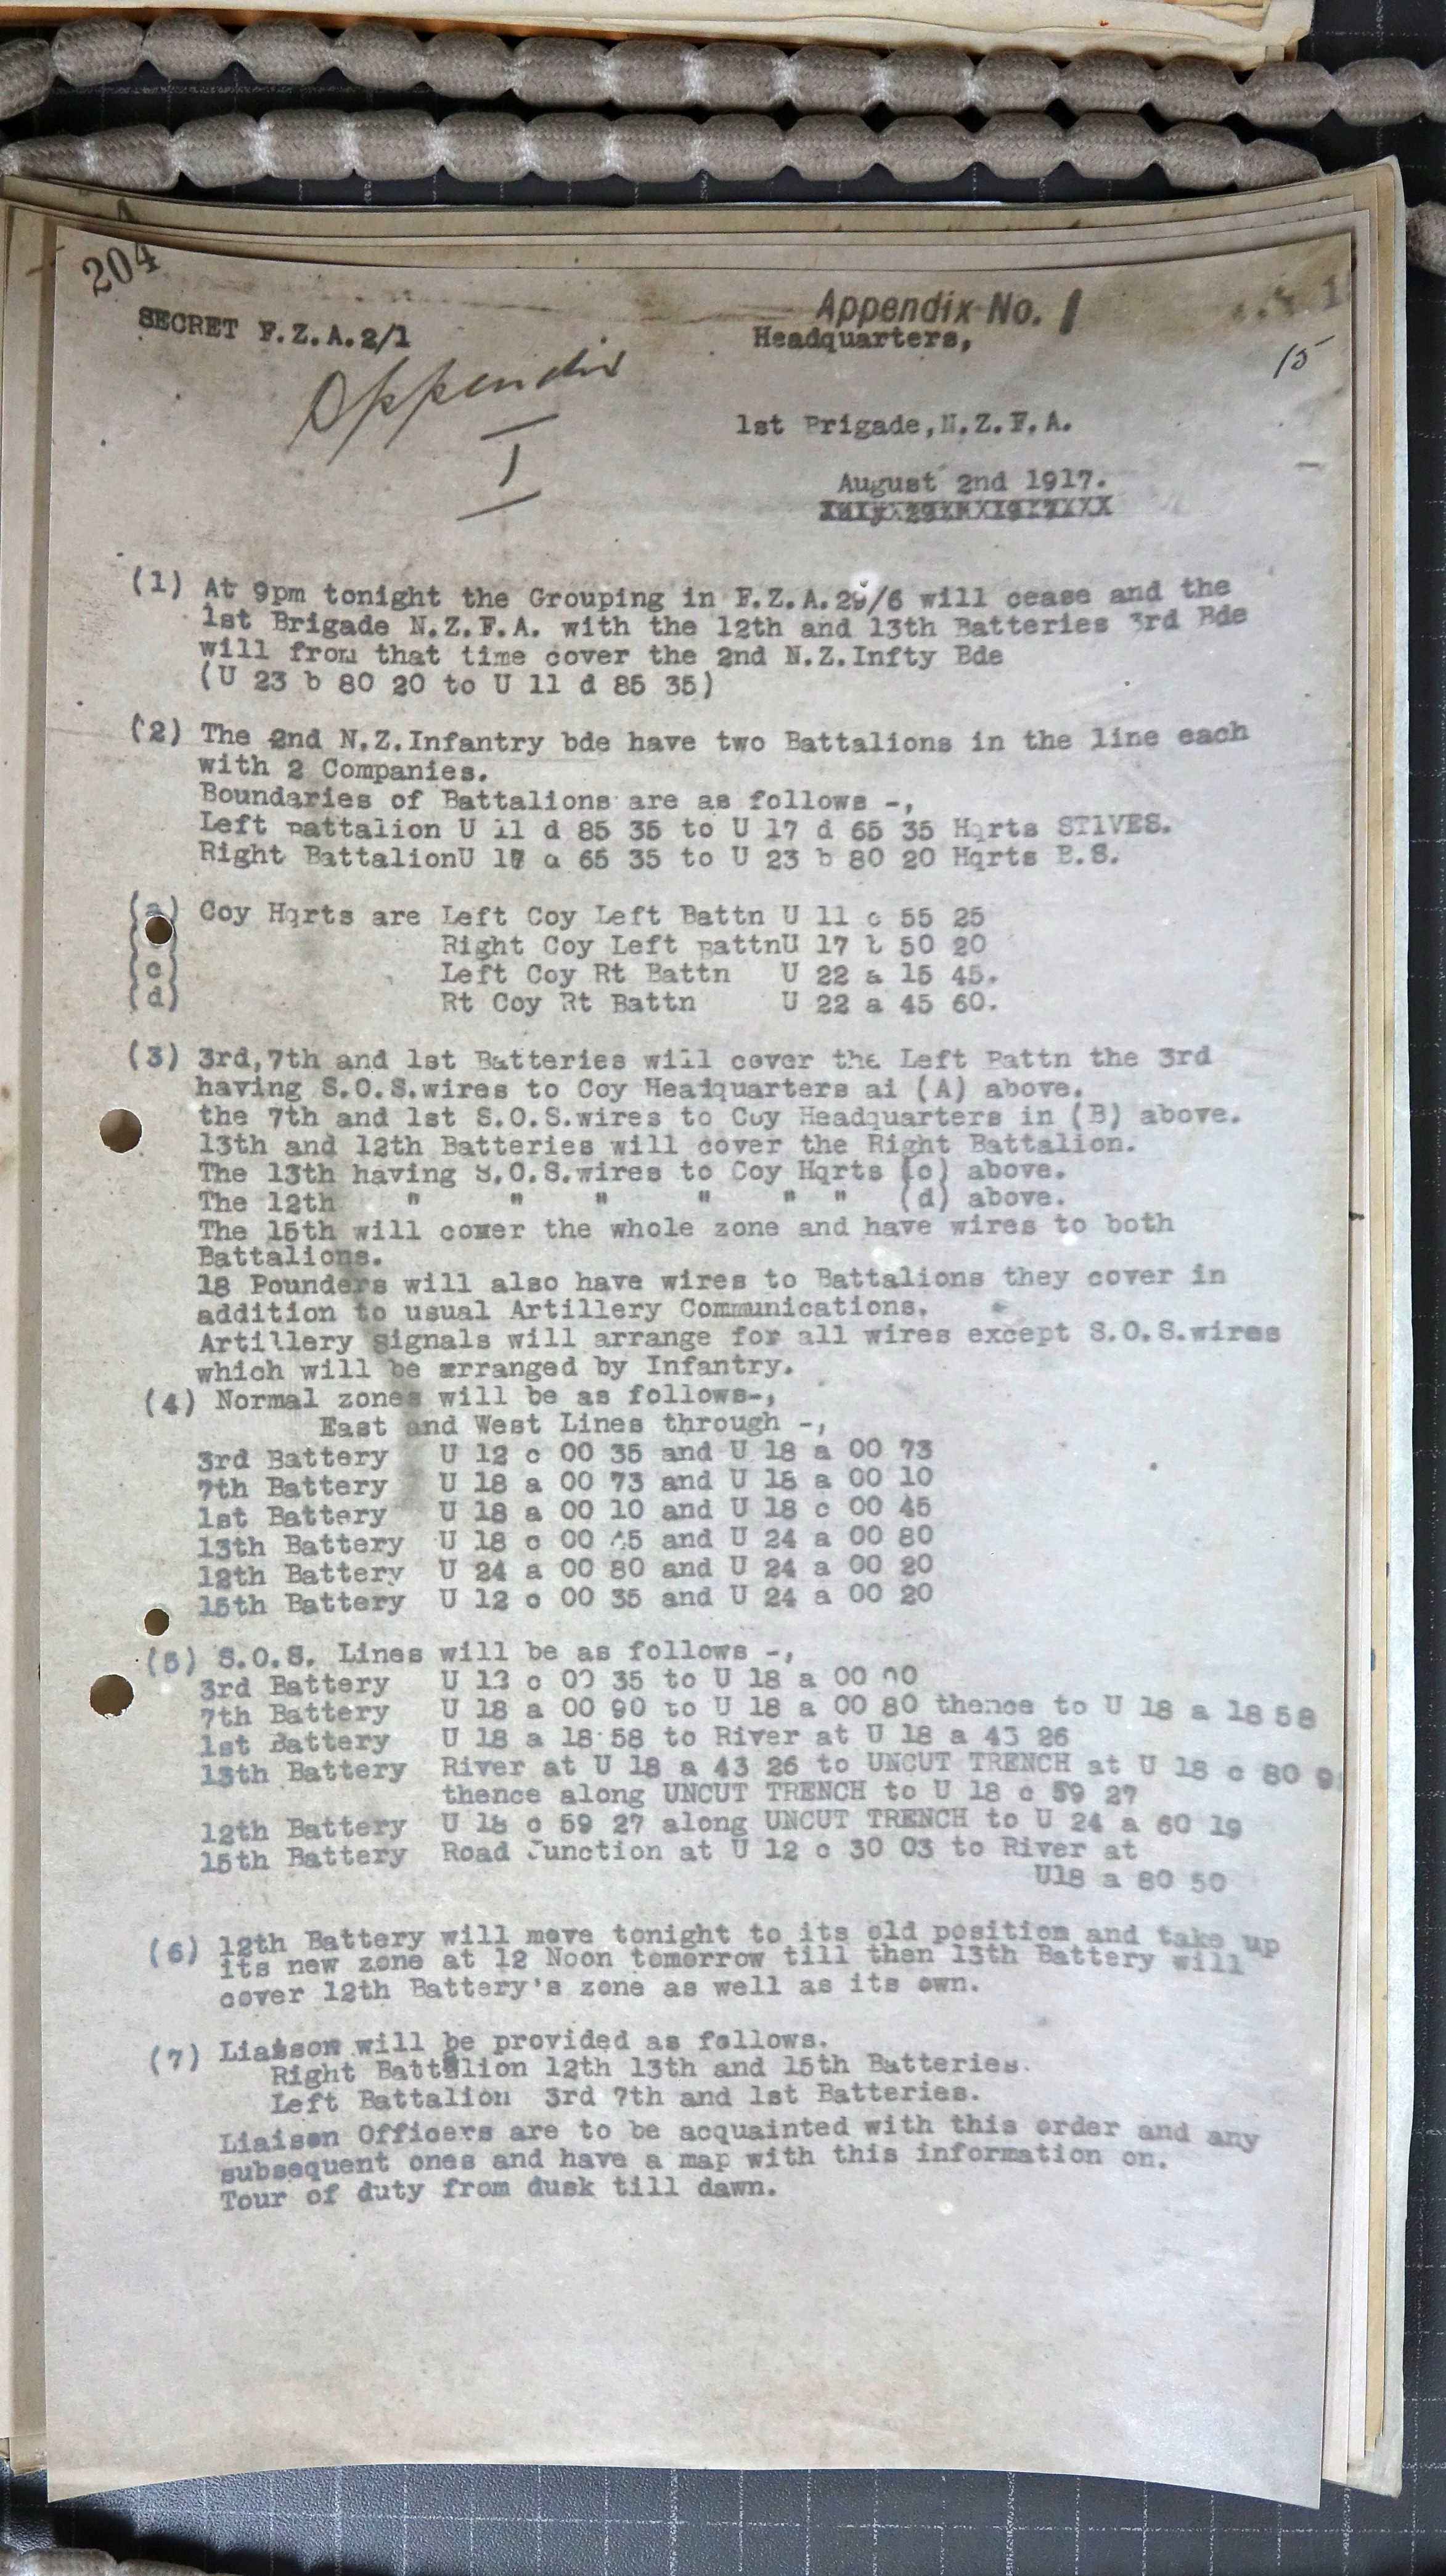 204
SECRET F.Z.A.2/1
Appendix No. 1
Headquarters,
15
Appendix
I
1st Brigade,N.Z.F.A.
August 2nd 1917.
(1) At 9pm tonight the Grouping in F.Z.A.29/6 will cease and the
1st Brigade N.Z.F.A. with the 12th and 13th Batteries 3rd Bde
will from that time cover the 2nd N.Z.Infty Bde
(U 23 b 80 20 to U 11 d 85 35)
(2) The 2nd N.Z.Infantry bde have two Battalions in the line each
with 2 Companies.
Boundaries of Battalions are as follows -,
Left Battalion U 11 d 85 35 to U 17 d 65 35 Hqrts STIVES.
Right BattalionU 17 d 65 35 to U 23 b 80 20 Hqrts B.S.
(a) Coy Hqrts are Left Coy Left Battn U 11 c 55 25
Right Coy Left BattnU 17 b 50 20
(c) Left Coy Rt Battn U 22 a 15 45.
(d) Rt Coy Rt Battn U 22 a 45 60.
(3) 3rd,7th and 1st Batteries will cover the Left Battn the 3rd
having S.O.S.wires to Coy Headquarters ai (A) above.
the 7th and 1st S.O.S.wires to Coy Headquarters in (B) above.
13th and 12th Batteries will cover the Right Battalion.
The 13th having S.O.S.wires to Coy Hqrts (c) above.
The 12th " " " " " " (d) above.
The 15th will cover the whole zone and have wires to both
Battalions.
18 Pounders will also have wires to Battalions they cover in
addition to usual Artillery Communications.
Artillery Signals will arrange for all wires except S.O.S.wires
which will be arranged by Infantry.
(4) Normal zones will be as follows-,
East and West Lines through -,
3rd Battery U 12 c 00 35 and U 18 a 00 73
7th Battery U 18 a 00 73 and U 18 a 00 10
1st Battery U 18 a 00 10 and U 18 c 00 45
13th Battery U 18 c 00 45 and U 24 a 00 80
12th Battery U 24 a 00 80 and U 24 a 00 20
15th Battery U 12 c 00 35 and U 24 a 00 20
(5) S.O.S. Lines will be as follows -,
3rd Battery U 12 c 00 35 to U 18 a 00
7th Battery U 18 a 00 90 to U 18 a 00 80 thence to U 18 a 18 58
1st Battery U 18 a 18 58 to River at U 18 a 43 26
13th Battery River at U 18 a 43 26 to UNCUT TRENCH at U 18 c 80
thence along UNCUT TRENCH to U 18 c 59 27
12th Battery U 18 c 59 27 along UNCUT TRENCH to U 24 a 60 19
15th Battery Road Junction at U 12 c 30 03 to River at
U18 a 80 50
(6) 12th Battery will move tonight to its old position and take up
its new zone at 12 Noon tomorrow till then 13th Battery will
cover 12th Battery's zone as well as its own.
(7) Liasson will be provided as follows.
Right Battalion 12th 13th and 15th Batteries.
Left Battalion 3rd 7th and 1st Batteries.
Liaison Officers are to be acquainted with this order and any
subsequent ones and have a map with this information on.
Tour of duty from dusk till dawn.